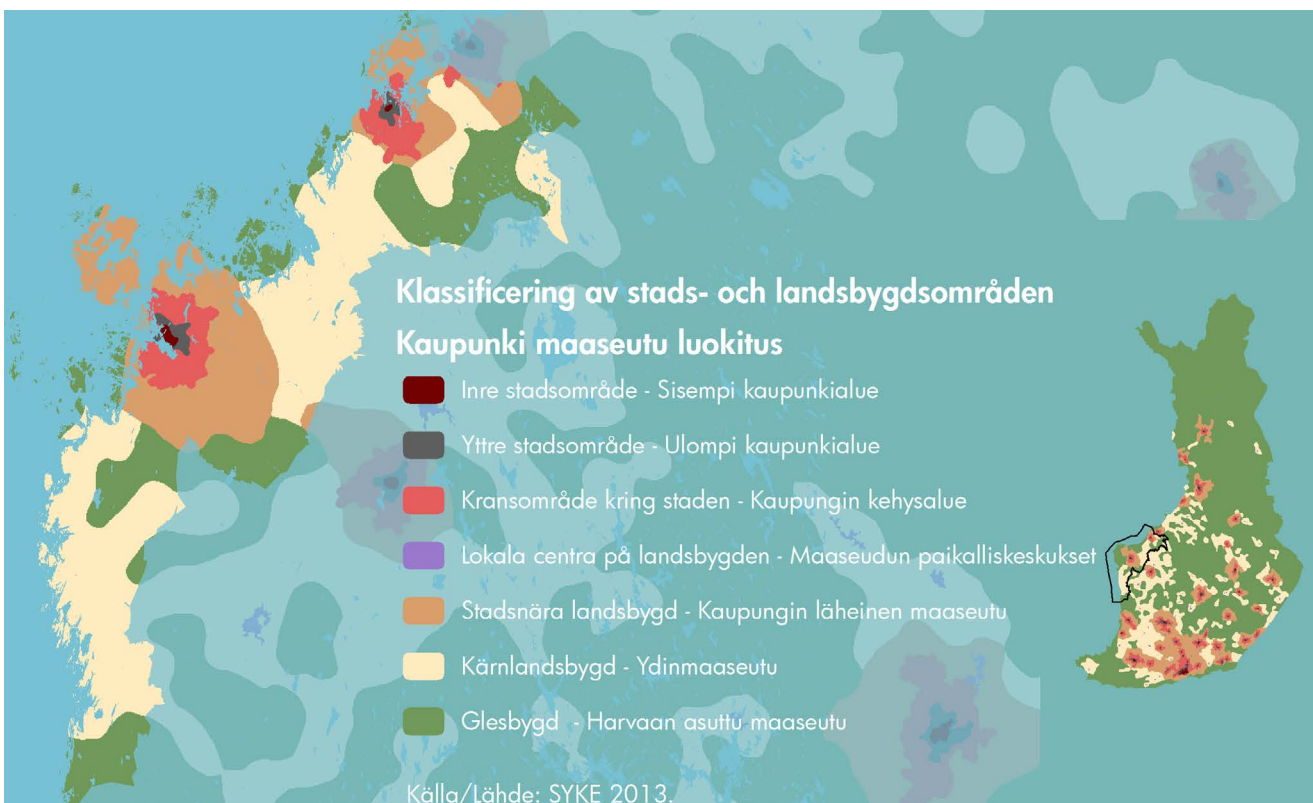 Klassificering av stads- och landsbygdsområden
Kaupunki maaseutu luokitus
Inre stadsområde - Sisempi kaupunkialue
Yttre stadsområde - Ulompi kaupunkialue
Kransområde kring staden - Kaupungin kehysalue
Lokala centra på landsbygden - Maaseudun paikalliskeskukset
Stadsnära landsbygd - Kaupungin läheinen maaseutu
Kärnlandsbygd - Ydinmaaseutu
Glesbygd - Harvaan asuttu maaseutu
Källa/Lähde: SYKE 2013.